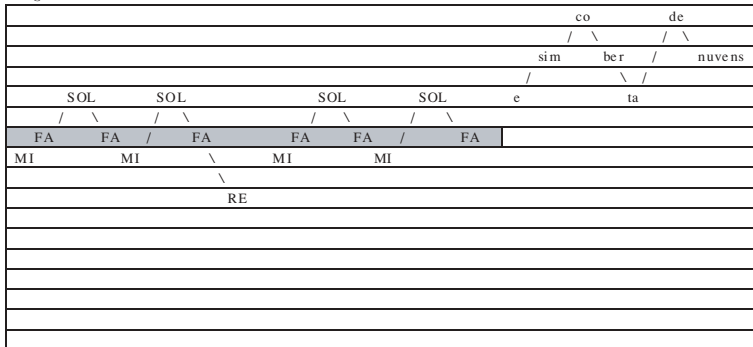 co de
/ \ / \
sim ber / nuvens
/ \ /
SOL SOL SOL SOL e ta
/ \ / \ / \ / \
FA FA / FA FA FA / FA
MI MI \ MI MI
\
RE